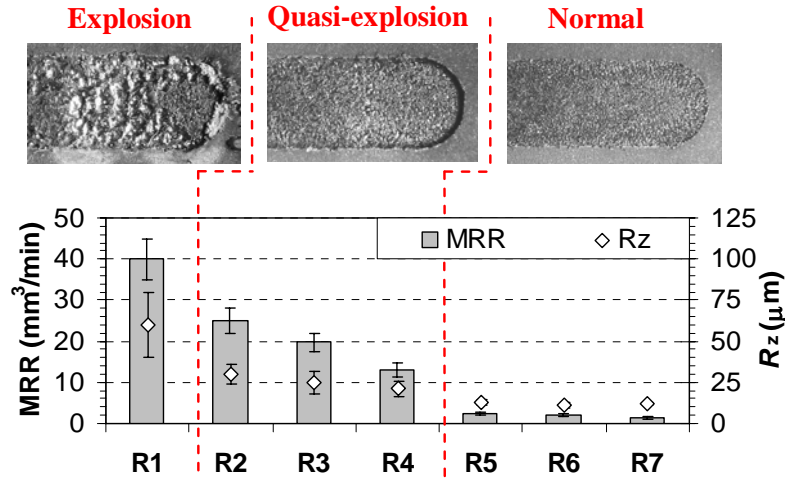 Explosion Quasi-explosion Normal
MRR Rz
MRR (mm³/min)
50
40
30
20
10
0
Rz (μm)
125
100
75
50
25
0
R1 R2 R3 R4 R5 R6 R7